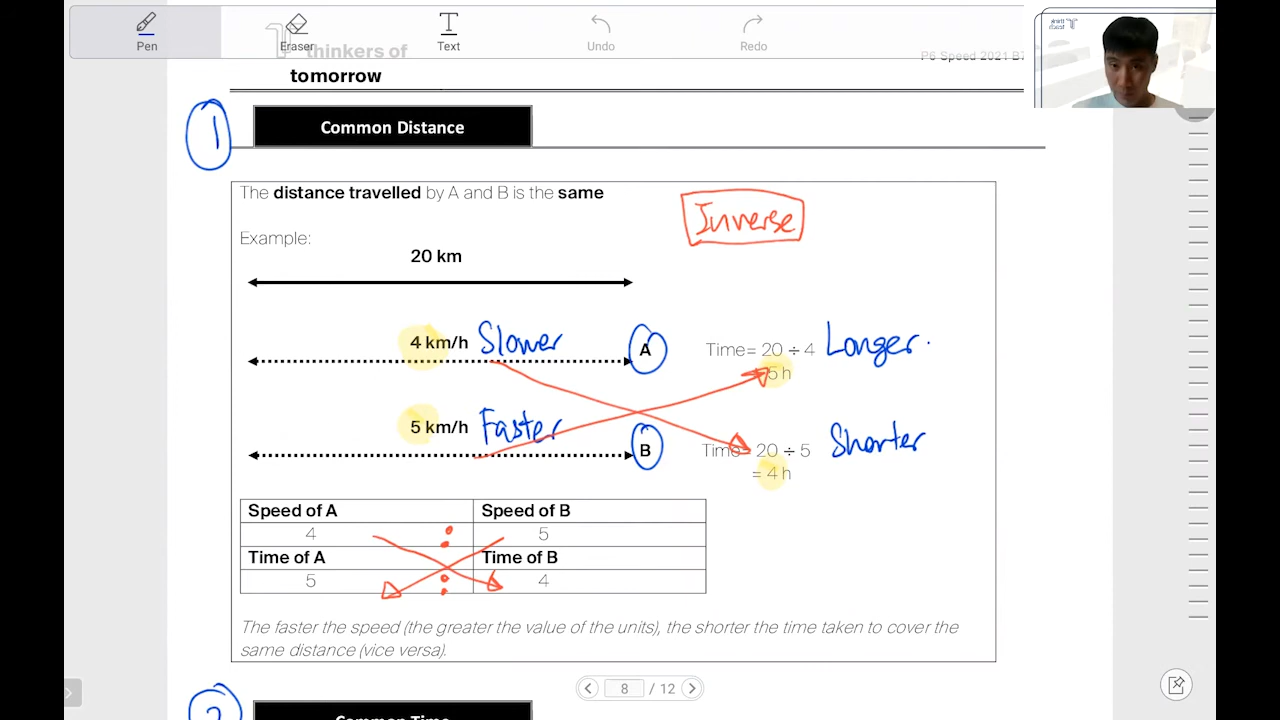 Pen
Eraser
Text
Undo
Redo
Thinkers of
tomorrow
P6 Speed 2021
1
Common Distance
The distance travelled by A and B is the same
Inverse
Example:
20 km
4 km/h Slower A Time= 20 ÷ 4 Longer.
5 h
5 km/h Faster B Time 20 ÷ 5 Shorter
= 4 h
Speed of A Speed of B
4 : 5
Time of A Time of B
5 : 4
The faster the speed (the greater the value of the units), the shorter the time taken to cover the
same distance (vice versa).
8 / 12
2
Common Time